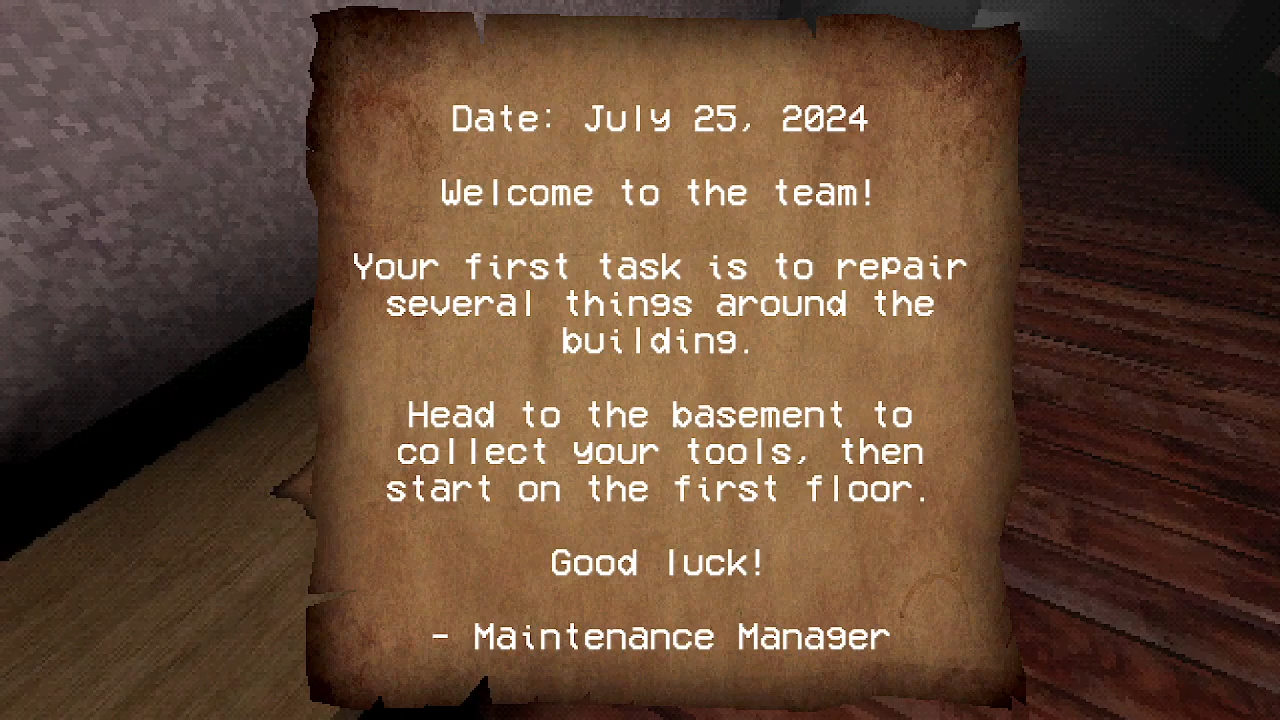 Date: July 25, 2024
Welcome to the team!
Your first task is to repair
several things around the
building.
Head to the basement to
collect your tools, then
start on the first floor.
Good luck!
- Maintenance Manager